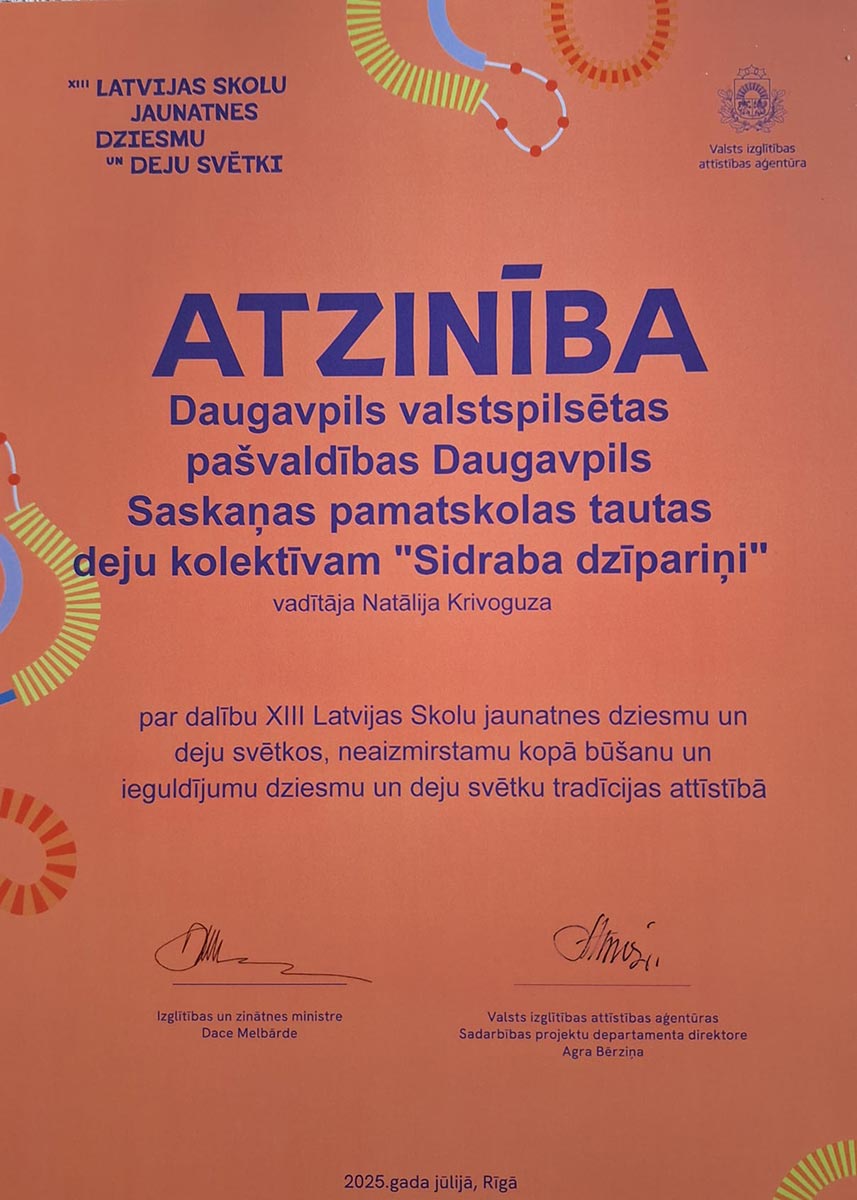 XIII LATVIJAS SKOLU
JAUNATNES
DZIESMU
UN DEJU SVĒTKI
Valsts izglītības
attīstības aģentūra
ATZINĪBA
Daugavpils valstspilsētas
pašvaldības Daugavpils
Saskaņas pamatskolas tautas
deju kolektīvam "Sidraba dzīpariņi"
vadītāja Natālija Krivoguza
par dalību XIII Latvijas Skolu jaunatnes dziesmu un
deju svētkos, neaizmirstamu kopā būšanu un
ieguldījumu dziesmu un deju svētku tradīcijas attīstībā
Izglītības un zinātnes ministre
Dace Melbārde
Valsts izglītības attīstības aģentūras
Sadarbības projektu departamenta direktore
Agra Bērziņa
2025.gada jūlijā, Rīgā